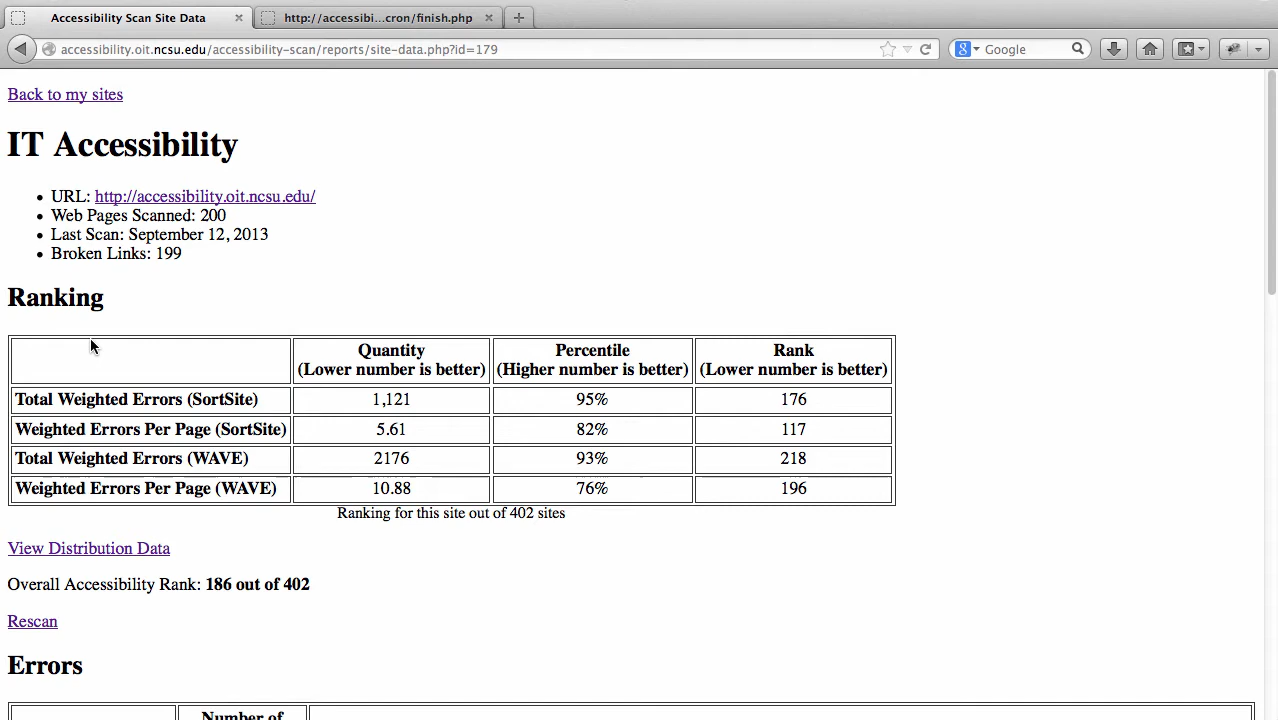 Accessibility Scan Site Data
http://accessibi...cron/finish.php
accessibility.oit.ncsu.edu/accessibility-scan/reports/site-data.php?id=179
Google
Back to my sites
IT Accessibility
• URL: http://accessibility.oit.ncsu.edu/
• Web Pages Scanned: 200
• Last Scan: September 12, 2013
• Broken Links: 199
Ranking
Quantity (Lower number is better) Percentile (Higher number is better) Rank (Lower number is better)
Total Weighted Errors (SortSite) 1,121 95% 176
Weighted Errors Per Page (SortSite) 5.61 82% 117
Total Weighted Errors (WAVE) 2176 93% 218
Weighted Errors Per Page (WAVE) 10.88 76% 196
Ranking for this site out of 402 sites
View Distribution Data
Overall Accessibility Rank: 186 out of 402
Rescan
Errors
Number of